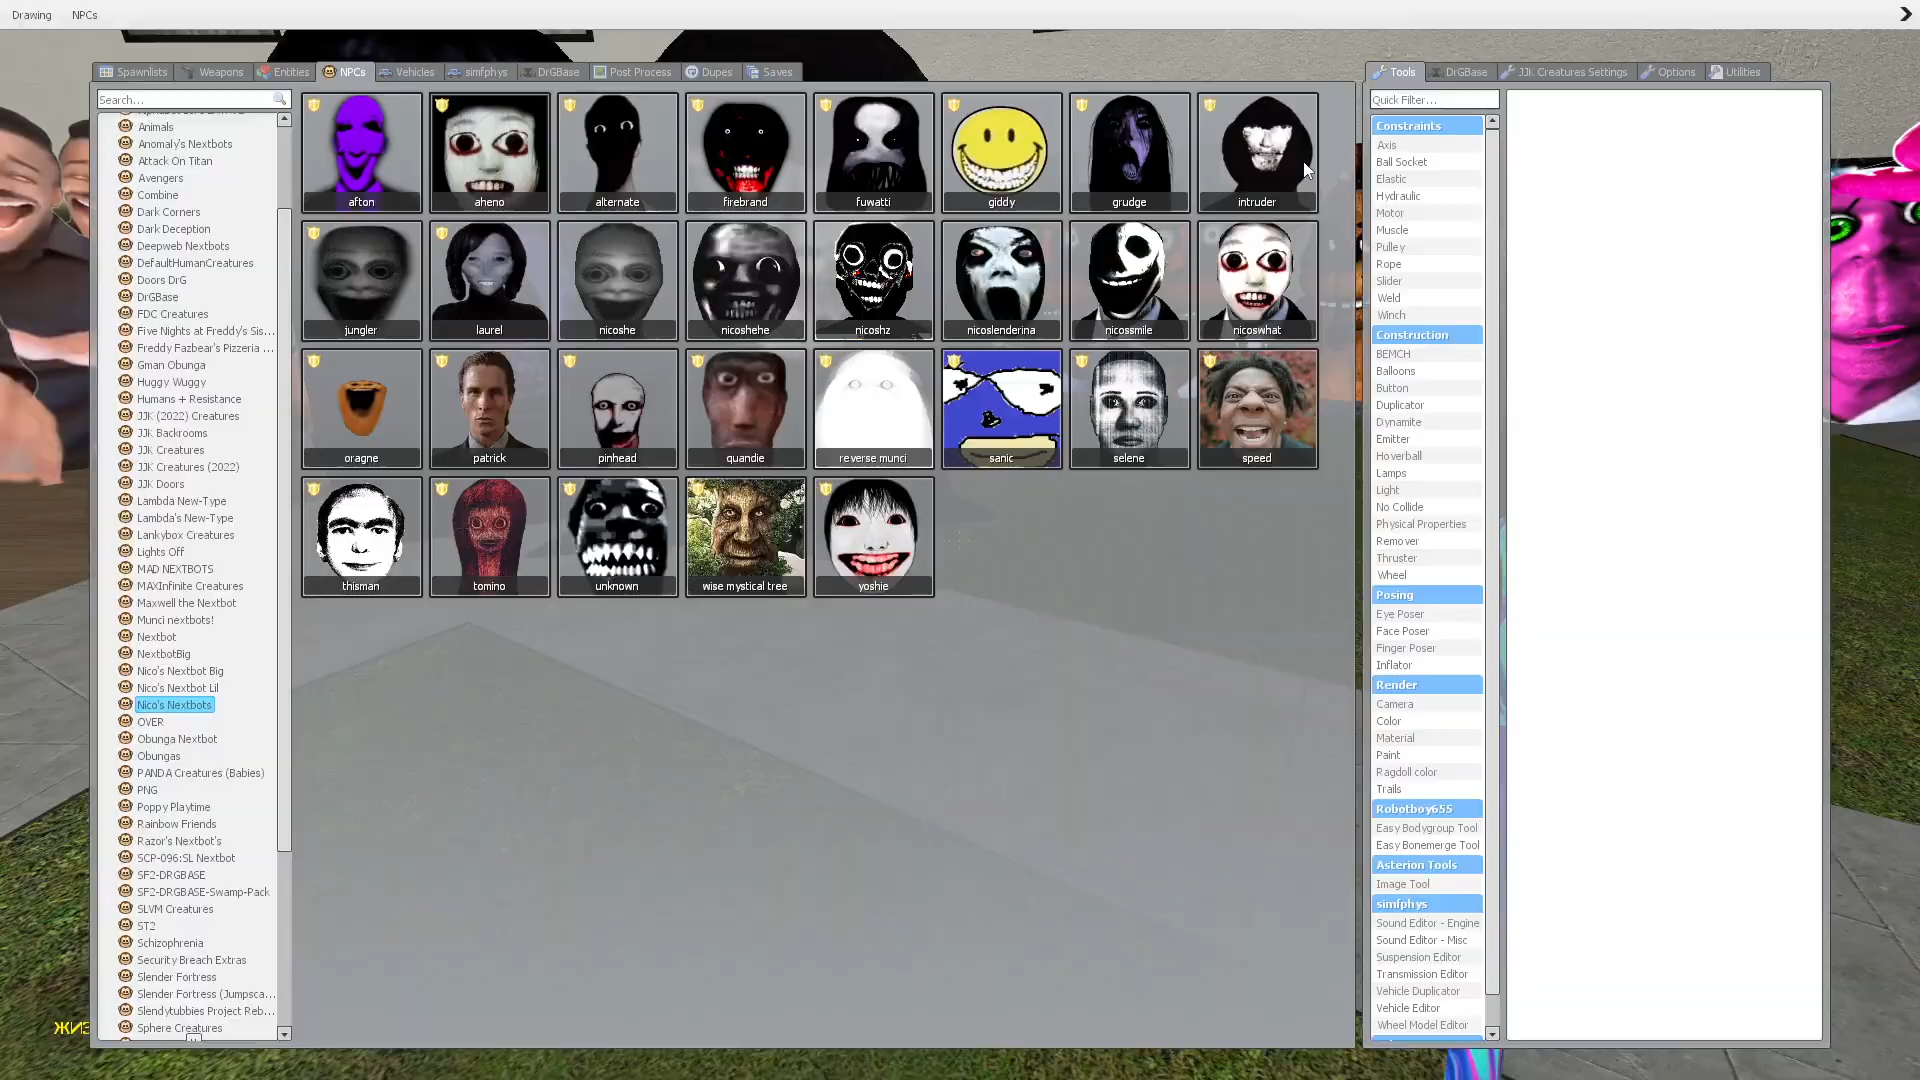 Drawing NPCs
Spawnlists Weapons Entities NPCs Vehicles simfphys DrGBase Post Process Dupes Saves
Search...
Animals
Anomaly's Nextbots
Attack On Titan
Avengers
Combine
Dark Corners
Dark Deception
Deepweb Nextbots
DefaultHumanCreatures
Doors DrG
DrGBase
FDC Creatures
Five Nights at Freddy's Sis...
Freddy Fazbear's Pizzeria ...
Gman Obunga
Huggy Wuggy
Humans + Resistance
JJK (2022) Creatures
JJK Backrooms
JJK Creatures
JJK Creatures (2022)
JJK Doors
Lambda New-Type
Lambda's New-Type
Lankybox Creatures
Lights Off
MAD NEXTBOTS
MAXInfinite Creatures
Maxwell the Nextbot
Munci nextbots!
Nextbot
NextbotBig
Nico's Nextbot Big
Nico's Nextbot Lil
Nico's Nextbots
OVER
Obunga Nextbot
Obungas
PANDA Creatures (Babies)
PNG
Poppy Playtime
Rainbow Friends
Razor's Nextbot's
SCP-096:SL Nextbot
SF2-DRGBASE
SF2-DRGBASE-Swamp-Pack
SLVM Creatures
ST2
Schizophrenia
Security Breach Extras
Slender Fortress
Slender Fortress (Jumpsca...
Slendytubbies Project Reb...
Sphere Creatures
afton aheno alternate firebrand fuwatti giddy grudge intruder
jungler laurel nicoshe nicoshehe nicoshz nicoslenderina nicossmile nicoswhat
oragne patrick pinhead quandie reverse munci sanic selene speed
thisman tomino unknown wise mystical tree yoshie
Tools DrGBase JJK Creatures Settings Options Utilities
Quick Filter...
Constraints
Axis
Ball Socket
Elastic
Hydraulic
Motor
Muscle
Pulley
Rope
Slider
Weld
Winch
Construction
BEMCH
Balloons
Button
Duplicator
Dynamite
Emitter
Hoverball
Lamps
Light
No Collide
Physical Properties
Remover
Thruster
Wheel
Posing
Eye Poser
Face Poser
Finger Poser
Inflator
Render
Camera
Color
Material
Paint
Ragdoll color
Trails
Robotboy655
Easy Bodygroup Tool
Easy Bonemerge Tool
Asterion Tools
Image Tool
simfphys
Sound Editor - Engine
Sound Editor - Misc
Suspension Editor
Transmission Editor
Vehicle Duplicator
Vehicle Editor
Wheel Model Editor
ЖИЗ